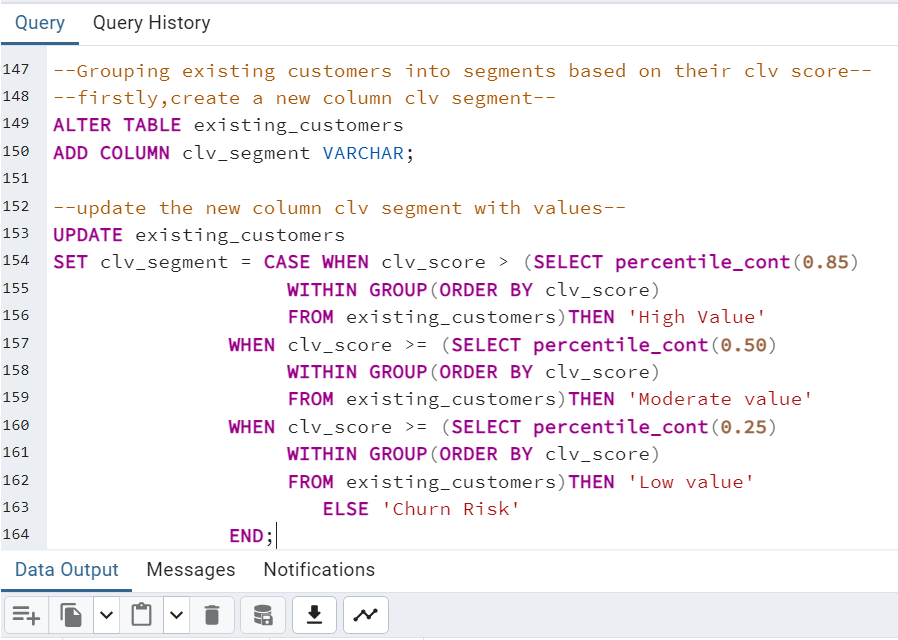 Query Query History
147 --Grouping existing customers into segments based on their clv score--
148 --firstly,create a new column clv segment--
149 ALTER TABLE existing_customers
150 ADD COLUMN clv_segment VARCHAR;
151
152 --update the new column clv segment with values--
153 UPDATE existing_customers
154 SET clv_segment = CASE WHEN clv_score > (SELECT percentile_cont(0.85)
155 WITHIN GROUP(ORDER BY clv_score)
156 FROM existing_customers)THEN 'High Value'
157 WHEN clv_score >= (SELECT percentile_cont(0.50)
158 WITHIN GROUP(ORDER BY clv_score)
159 FROM existing_customers)THEN 'Moderate value'
160 WHEN clv_score >= (SELECT percentile_cont(0.25)
161 WITHIN GROUP(ORDER BY clv_score)
162 FROM existing_customers)THEN 'Low value'
163 ELSE 'Churn Risk'
164 END;
Data Output Messages Notifications